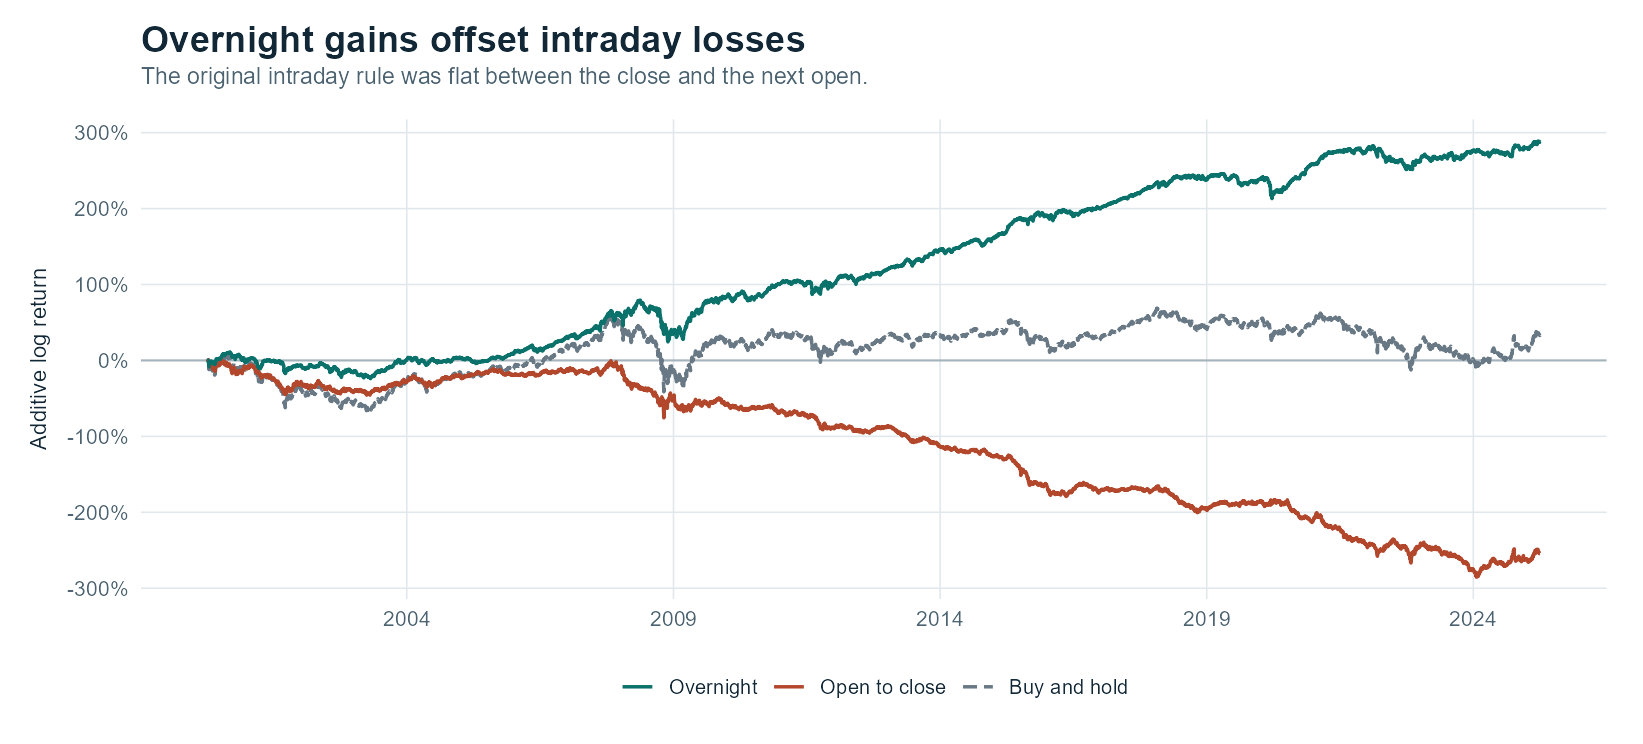 Overnight gains offset intraday losses
The original intraday rule was flat between the close and the next open.
Additive log return
300%
200%
100%
0%
-100%
-200%
-300%
2004 2009 2014 2019 2024
Overnight Open to close Buy and hold